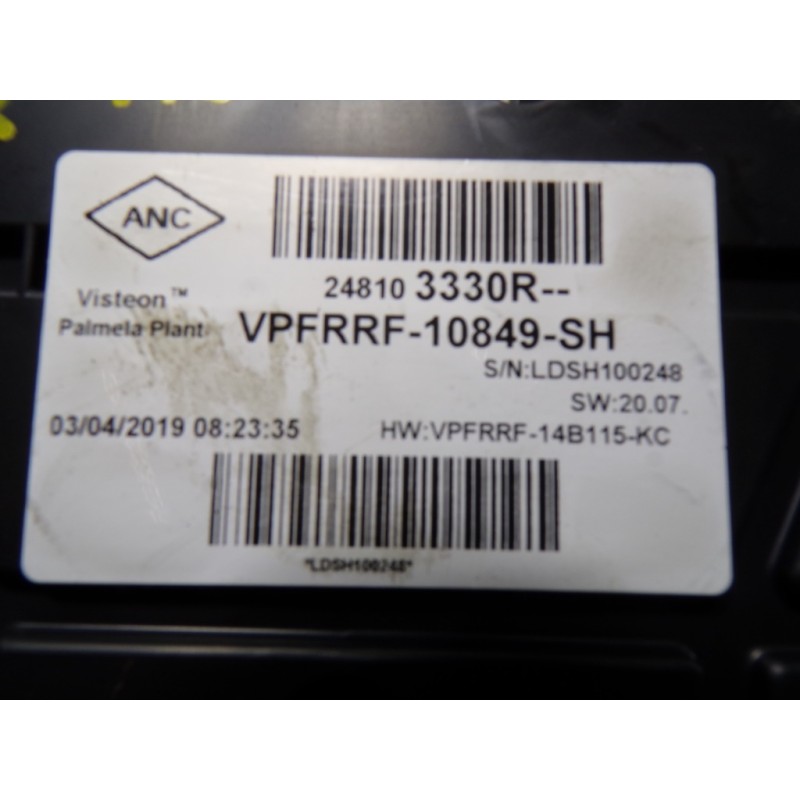 ANC
24810 3330R--
Visteon™
Palmela Plant
VPFRRF-10849-SH
S/N:LDSH100248
SW:20.07.
03/04/2019 08:23:35
HW:VPFRRF-14B115-KC
*LDSH100248*